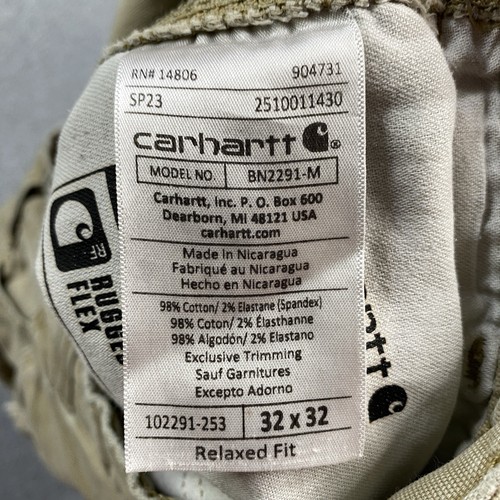 RN# 14806 904731
SP23 2510011430
carhartt ®
MODEL NO. BN2291-M
Carhartt, Inc. P. O. Box 600
Dearborn, MI 48121 USA
carhartt.com
Made in Nicaragua
Fabriqué au Nicaragua
Hecho en Nicaragua
98% Cotton/ 2% Elastane (Spandex)
98% Coton/ 2% Élasthanne
98% Algodón/ 2% Elastano
Exclusive Trimming
Sauf Garnitures
Excepto Adorno
102291-253 32 x 32
Relaxed Fit
RF
FLEX